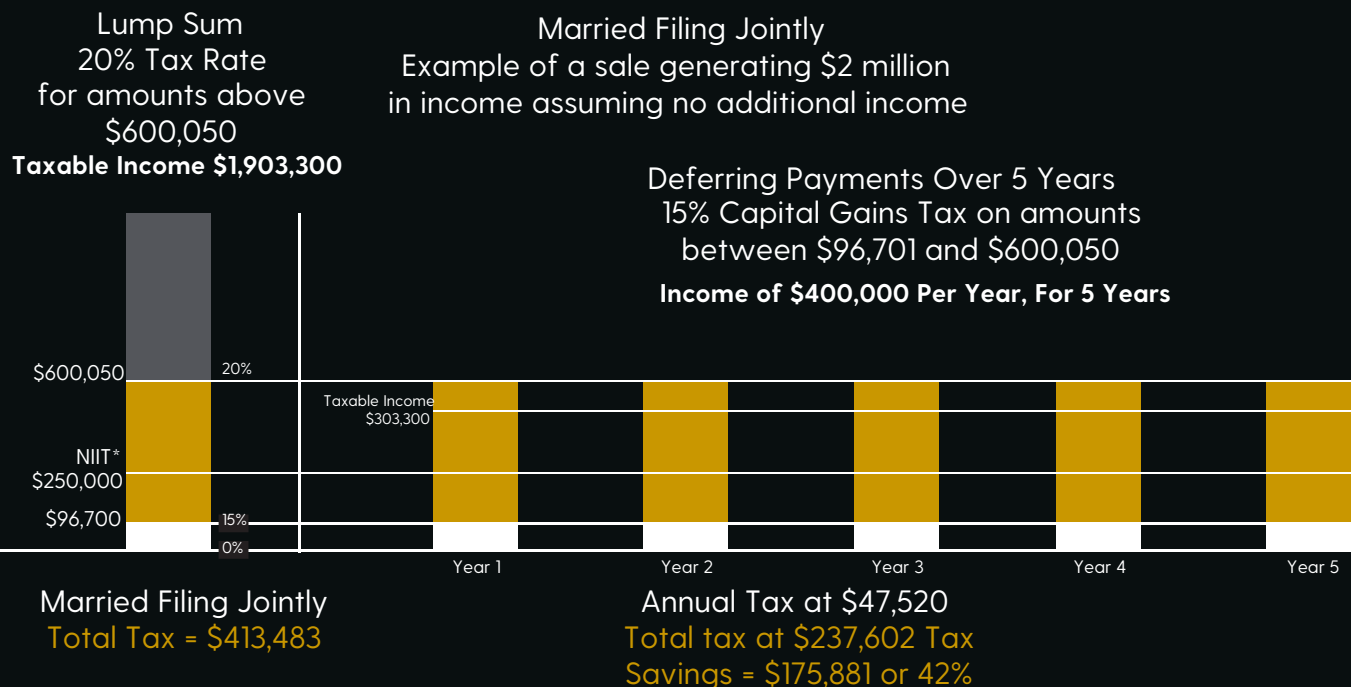 Lump Sum
20% Tax Rate
for amounts above
$600,050
Taxable Income $1,903,300
Married Filing Jointly
Example of a sale generating $2 million
in income assuming no additional income
Deferring Payments Over 5 Years
15% Capital Gains Tax on amounts
between $96,701 and $600,050
Income of $400,000 Per Year, For 5 Years
$600,050
20%
Taxable Income
$303,300
NIIT*
$250,000
$96,700
15%
0%
Year 1
Year 2
Year 3
Year 4
Year 5
Married Filing Jointly
Total Tax = $413,483
Annual Tax at $47,520
Total tax at $237,602 Tax
Savings = $175,881 or 42%